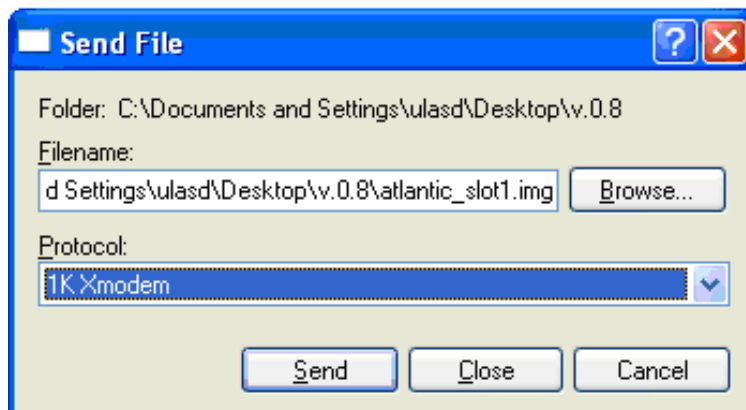 Send File
Folder: C:\Documents and Settings\ulasd\Desktop\v.0.8
Filename:
d Settings\ulasd\Desktop\v.0.8\atlantic_slot1.img
Browse...
Protocol:
1K Xmodem
Send Close Cancel